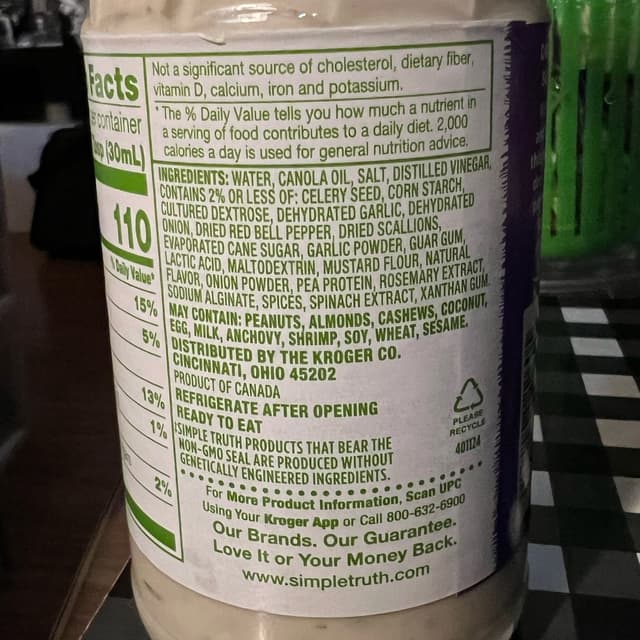 Facts
container
(30mL)
110
% Daily Value*
15%
5%
13%
1%
2%
Not a significant source of cholesterol, dietary fiber,
vitamin D, calcium, iron and potassium.
* The % Daily Value tells you how much a nutrient in
a serving of food contributes to a daily diet. 2,000
calories a day is used for general nutrition advice.
INGREDIENTS: WATER, CANOLA OIL, SALT, DISTILLED VINEGAR,
CONTAINS 2% OR LESS OF: CELERY SEED, CORN STARCH,
CULTURED DEXTROSE, DEHYDRATED GARLIC, DEHYDRATED
ONION, DRIED RED BELL PEPPER, DRIED SCALLIONS,
EVAPORATED CANE SUGAR, GARLIC POWDER, GUAR GUM,
LACTIC ACID, MALTODEXTRIN, MUSTARD FLOUR, NATURAL
FLAVOR, ONION POWDER, PEA PROTEIN, ROSEMARY EXTRACT,
SODIUM ALGINATE, SPICES, SPINACH EXTRACT, XANTHAN GUM.
MAY CONTAIN: PEANUTS, ALMONDS, CASHEWS, COCONUT,
EGG, MILK, ANCHOVY, SHRIMP, SOY, WHEAT, SESAME.
DISTRIBUTED BY THE KROGER CO.
CINCINNATI, OHIO 45202
PRODUCT OF CANADA
REFRIGERATE AFTER OPENING
READY TO EAT
SIMPLE TRUTH PRODUCTS THAT BEAR THE
NON-GMO SEAL ARE PRODUCED WITHOUT
GENETICALLY ENGINEERED INGREDIENTS.
PLEASE
RECYCLE
401124
For More Product Information, Scan UPC
Using Your Kroger App or Call 800-632-6900
Our Brands. Our Guarantee.
Love It or Your Money Back.
www.simpletruth.com